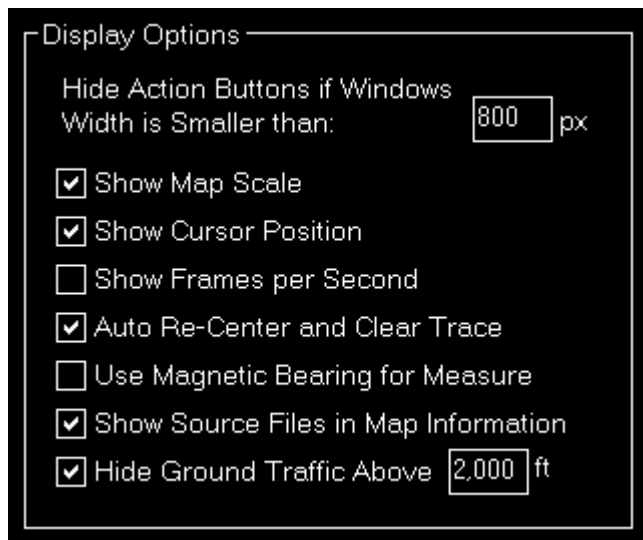 Display Options
Hide Action Buttons if Windows
Width is Smaller than: 800 px
Show Map Scale
Show Cursor Position
Show Frames per Second
Auto Re-Center and Clear Trace
Use Magnetic Bearing for Measure
Show Source Files in Map Information
Hide Ground Traffic Above 2,000 ft